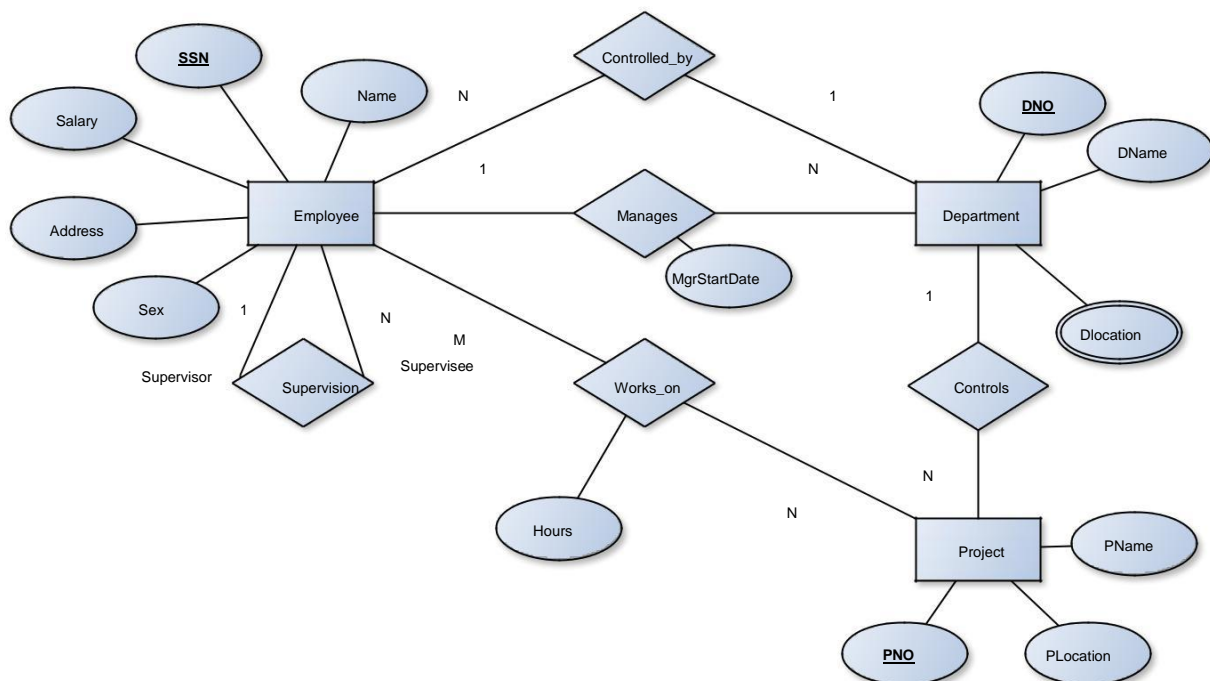 SSN
Controlled_by
Name
N
1
DNO
Salary
DName
1
N
Employee
Manages
Department
Address
MgrStartDate
1
Sex
1
N
Dlocation
M
Supervisee
Supervisor
Supervision
Works_on
Controls
N
Hours
N
Project
PName
PNO
PLocation